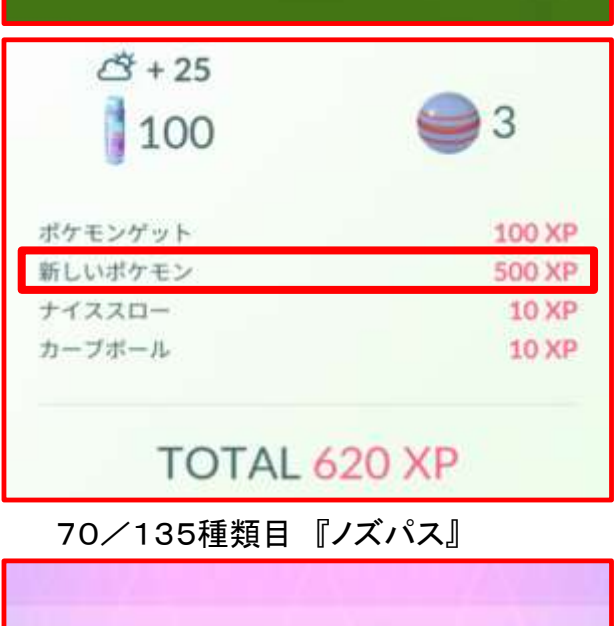 + 25
100
3
ポケモンゲット 100 XP
新しいポケモン 500 XP
ナイススロー 10 XP
カーブボール 10 XP
TOTAL 620 XP
70／135種類目 『ノズパス』